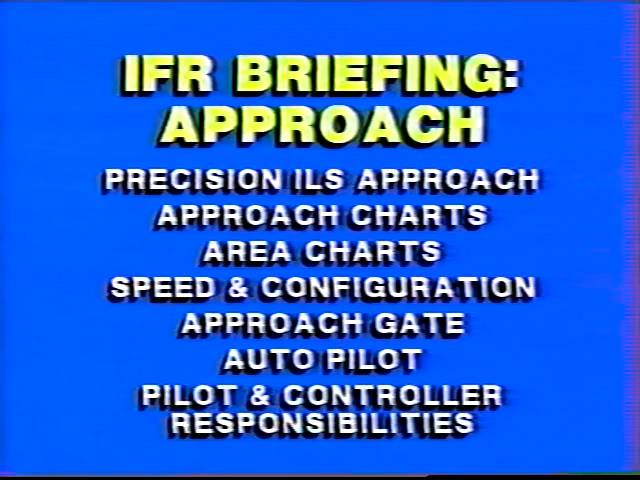 IFR BRIEFING:
APPROACH
PRECISION ILS APPROACH
APPROACH CHARTS
AREA CHARTS
SPEED & CONFIGURATION
APPROACH GATE
AUTO PILOT
PILOT & CONTROLLER
RESPONSIBILITIES